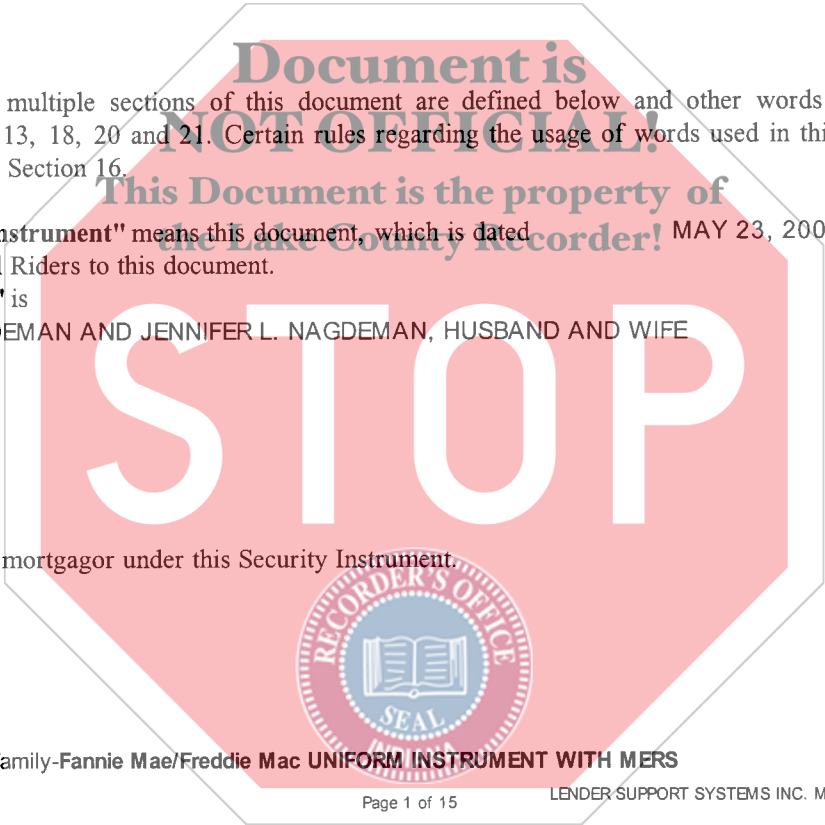 Document is
multiple sections of this document are defined below and other words
13, 18, 20 and 21. Certain rules regarding the usage of words used in thi
NOT OFFICIAL!
Section 16.
This Document is the property of
nstrument" means this document, which is dated MAY 23, 200
the Lake County Recorder!
Riders to this document.
" is
DEMAN AND JENNIFER L. NAGDEMAN, HUSBAND AND WIFE
STOP
mortgagor under this Security Instrument.
RECORDER'S OFFICE
SEAL
INDIANA
amily-Fannie Mae/Freddie Mac UNIFORM INSTRUMENT WITH MERS
Page 1 of 15
LENDER SUPPORT SYSTEMS INC. M